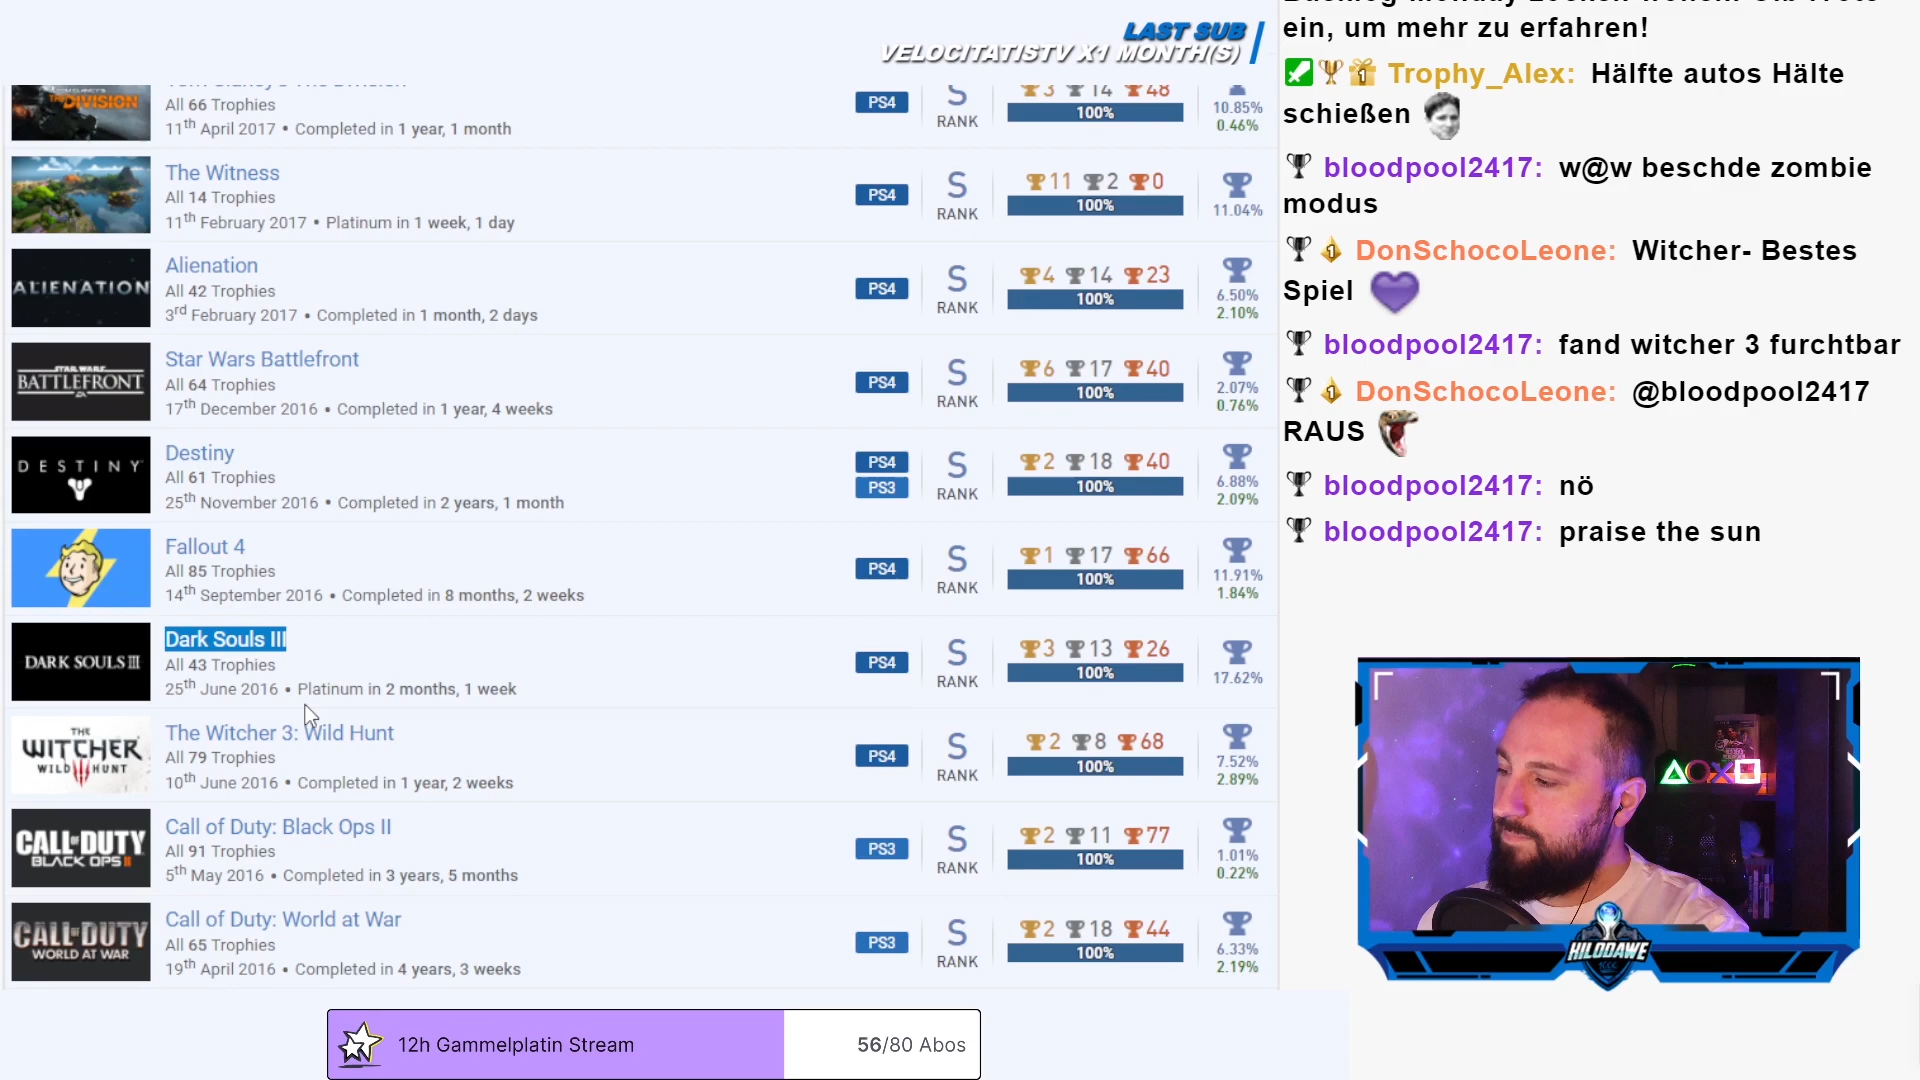 LAST SUB
VELOCITATISTV X1 MONTH(S)
THE DIVISION
All 66 Trophies
11th April 2017 • Completed in 1 year, 1 month
PS4
S
RANK
3 14 48
100%
10.85%
0.46%
The Witness
All 14 Trophies
11th February 2017 • Platinum in 1 week, 1 day
PS4
S
RANK
11 2 0
100%
11.04%
ALIENATION
Alienation
All 42 Trophies
3rd February 2017 • Completed in 1 month, 2 days
PS4
S
RANK
4 14 23
100%
6.50%
2.10%
STAR WARS
BATTLEFRONT
EA
Star Wars Battlefront
All 64 Trophies
17th December 2016 • Completed in 1 year, 4 weeks
PS4
S
RANK
6 17 40
100%
2.07%
0.76%
DESTINY
Destiny
All 61 Trophies
25th November 2016 • Completed in 2 years, 1 month
PS4
PS3
S
RANK
2 18 40
100%
6.88%
2.09%
Fallout 4
All 85 Trophies
14th September 2016 • Completed in 8 months, 2 weeks
PS4
S
RANK
1 17 66
100%
11.91%
1.84%
DARK SOULS III
Dark Souls III
All 43 Trophies
25th June 2016 • Platinum in 2 months, 1 week
PS4
S
RANK
3 13 26
100%
17.62%
THE
WITCHER
WILD HUNT
The Witcher 3: Wild Hunt
All 79 Trophies
10th June 2016 • Completed in 1 year, 2 weeks
PS4
S
RANK
2 8 68
100%
7.52%
2.89%
CALL OF DUTY
BLACK OPS II
Call of Duty: Black Ops II
All 91 Trophies
5th May 2016 • Completed in 3 years, 5 months
PS3
S
RANK
2 11 77
100%
1.01%
0.22%
CALL OF DUTY
WORLD AT WAR
Call of Duty: World at War
All 65 Trophies
19th April 2016 • Completed in 4 years, 3 weeks
PS3
S
RANK
2 18 44
100%
6.33%
2.19%
12h Gammelplatin Stream 56/80 Abos
ein, um mehr zu erfahren!
1 Trophy_Alex: Hälfte autos Hälte
schießen
bloodpool2417: w@w beschde zombie
modus
1 DonSchocoLeone: Witcher- Bestes
Spiel
bloodpool2417: fand witcher 3 furchtbar
1 DonSchocoLeone: @bloodpool2417
RAUS
bloodpool2417: nö
bloodpool2417: praise the sun
HILODAWE